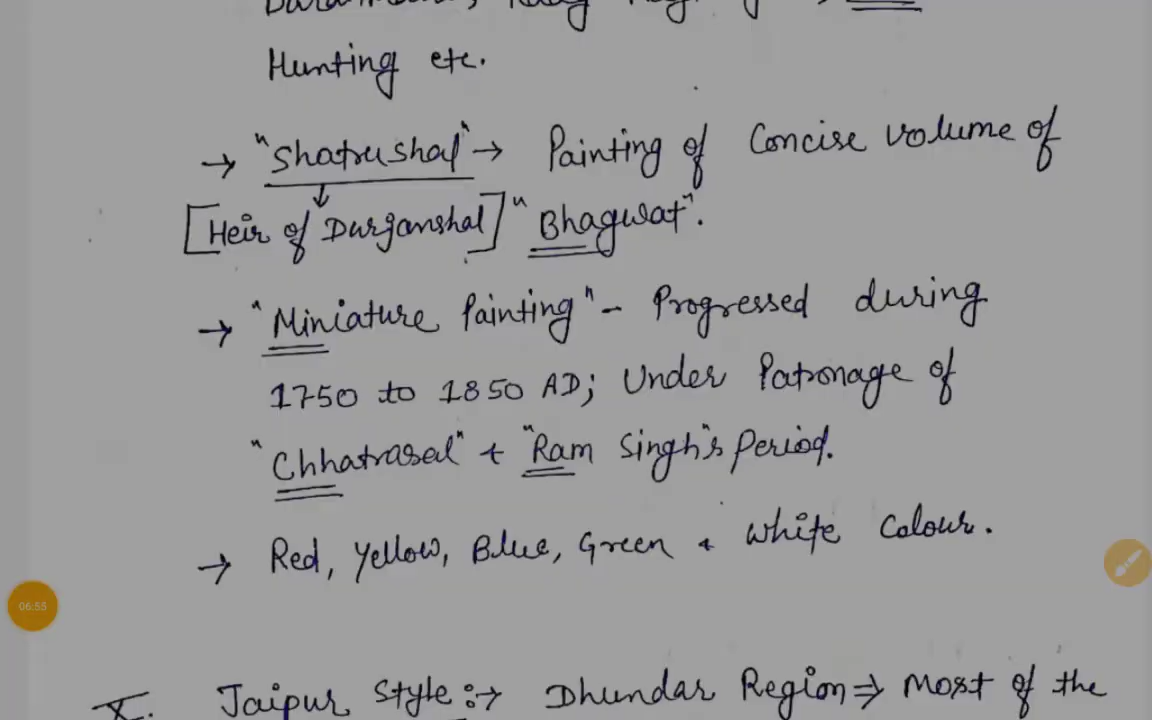 Hunting etc.
→ "Shatrushal" → Painting of Concise volume of
[Heir of Durjanshal] "Bhagwat".
→ "Miniature Painting" - Progressed during
1750 to 1850 AD; Under Patronage of
"Chhatrasal" + "Ram Singh's Period.
→ Red, Yellow, Blue, Green + White Colour.
06:55
X. Jaipur Style :→ Dhundar Region ⇒ Most of the